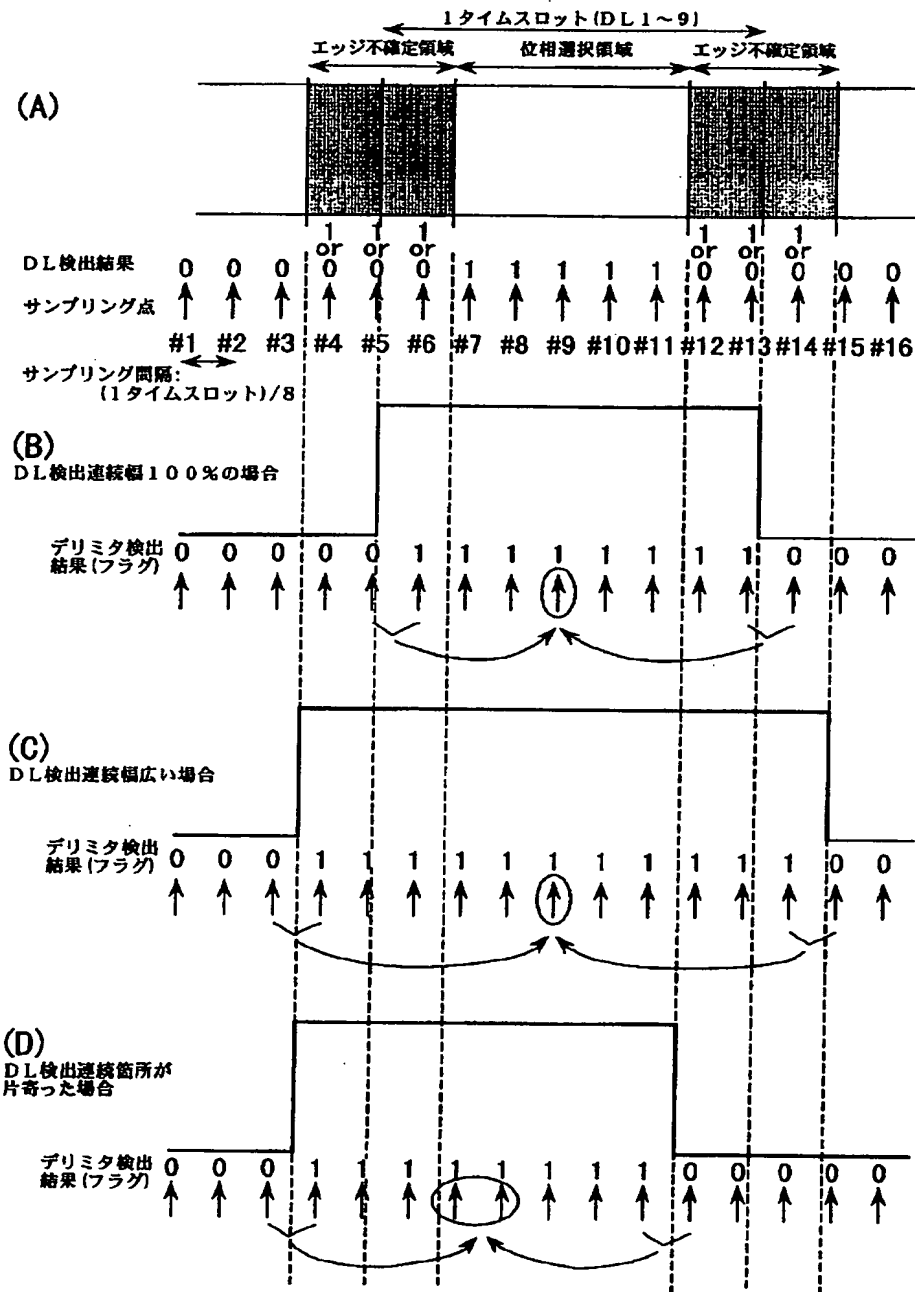 1タイムスロット(DL1～9)
エッジ不確定領域 位相選択領域 エッジ不確定領域
(A)
1 1 1 1 1 1
or or or or or or
DL検出結果 0 0 0 0 0 0 1 1 1 1 1 0 0 0 0 0
サンプリング点
#1 #2 #3 #4 #5 #6 #7 #8 #9 #10 #11 #12 #13 #14 #15 #16
サンプリング間隔:
(1タイムスロット)/8
(B)
DL検出連続幅100%の場合
デリミタ検出
結果(フラグ)
0 0 0 0 0 1 1 1 1 1 1 1 1 0 0 0
(C)
DL検出連続幅広い場合
デリミタ検出
結果(フラグ)
0 0 0 1 1 1 1 1 1 1 1 1 1 1 0 0
(D)
DL検出連続箇所が
片寄った場合
デリミタ検出
結果(フラグ)
0 0 0 1 1 1 1 1 1 1 1 0 0 0 0 0